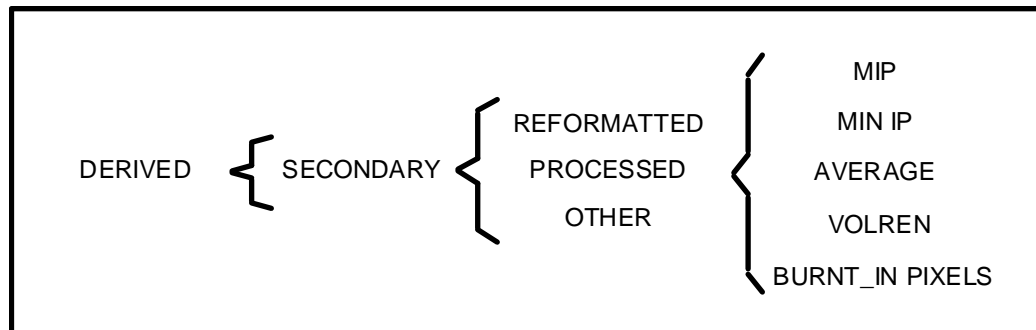 DERIVED
SECONDARY
REFORMATTED
PROCESSED
OTHER
MIP
MIN IP
AVERAGE
VOLREN
BURNT_IN PIXELS